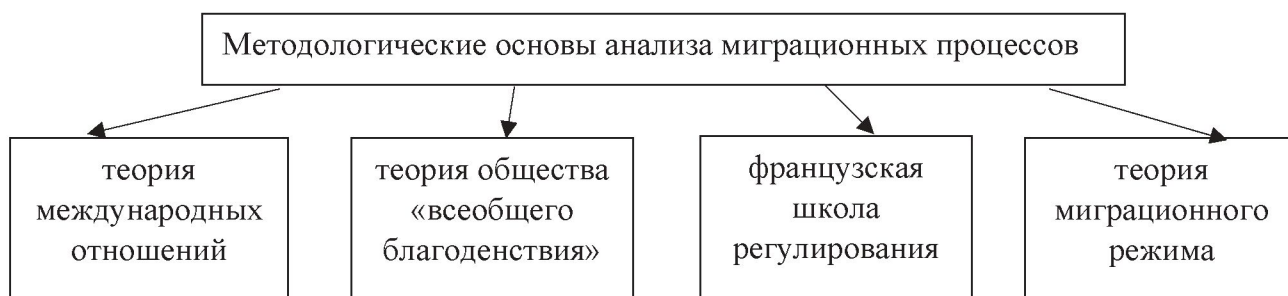 Методологические основы анализа миграционных процессов
теория
международных
отношений
теория общества
«всеобщего
благоденствия»
французская
школа
регулирования
теория
миграционного
режима